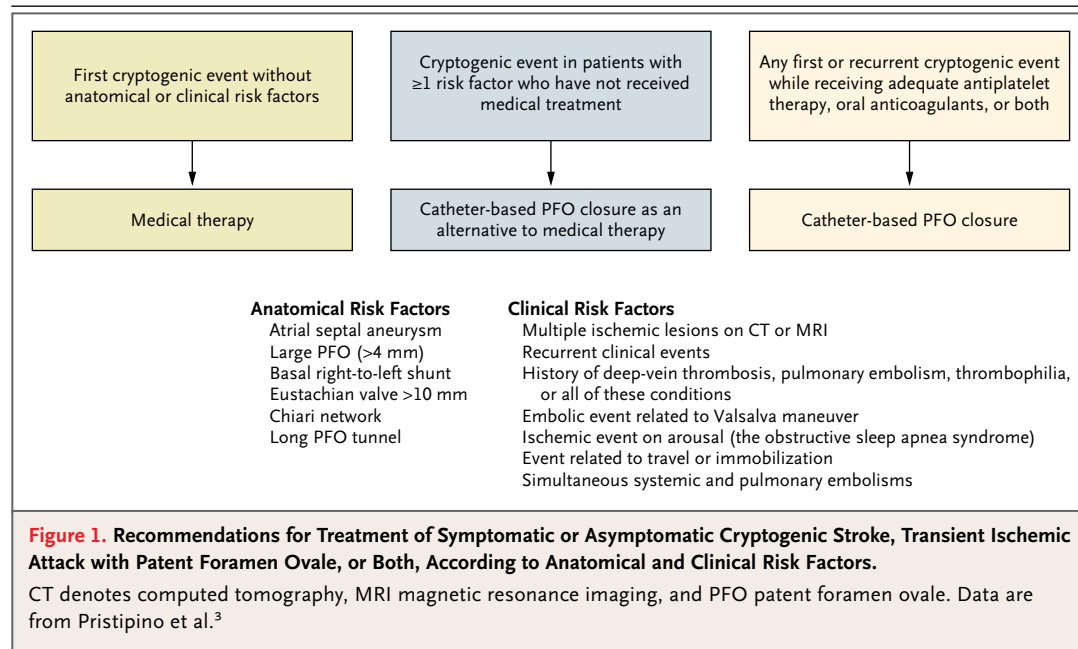 First cryptogenic event without
anatomical or clinical risk factors
Cryptogenic event in patients with
≥1 risk factor who have not received
medical treatment
Any first or recurrent cryptogenic event
while receiving adequate antiplatelet
therapy, oral anticoagulants, or both
Medical therapy
Catheter-based PFO closure as an
alternative to medical therapy
Catheter-based PFO closure
Anatomical Risk Factors
Atrial septal aneurysm
Large PFO (>4 mm)
Basal right-to-left shunt
Eustachian valve >10 mm
Chiari network
Long PFO tunnel
Clinical Risk Factors
Multiple ischemic lesions on CT or MRI
Recurrent clinical events
History of deep-vein thrombosis, pulmonary embolism, thrombophilia,
or all of these conditions
Embolic event related to Valsalva maneuver
Ischemic event on arousal (the obstructive sleep apnea syndrome)
Event related to travel or immobilization
Simultaneous systemic and pulmonary embolisms
Figure 1. Recommendations for Treatment of Symptomatic or Asymptomatic Cryptogenic Stroke, Transient Ischemic
Attack with Patent Foramen Ovale, or Both, According to Anatomical and Clinical Risk Factors.
CT denotes computed tomography, MRI magnetic resonance imaging, and PFO patent foramen ovale. Data are
from Pristipino et al.³